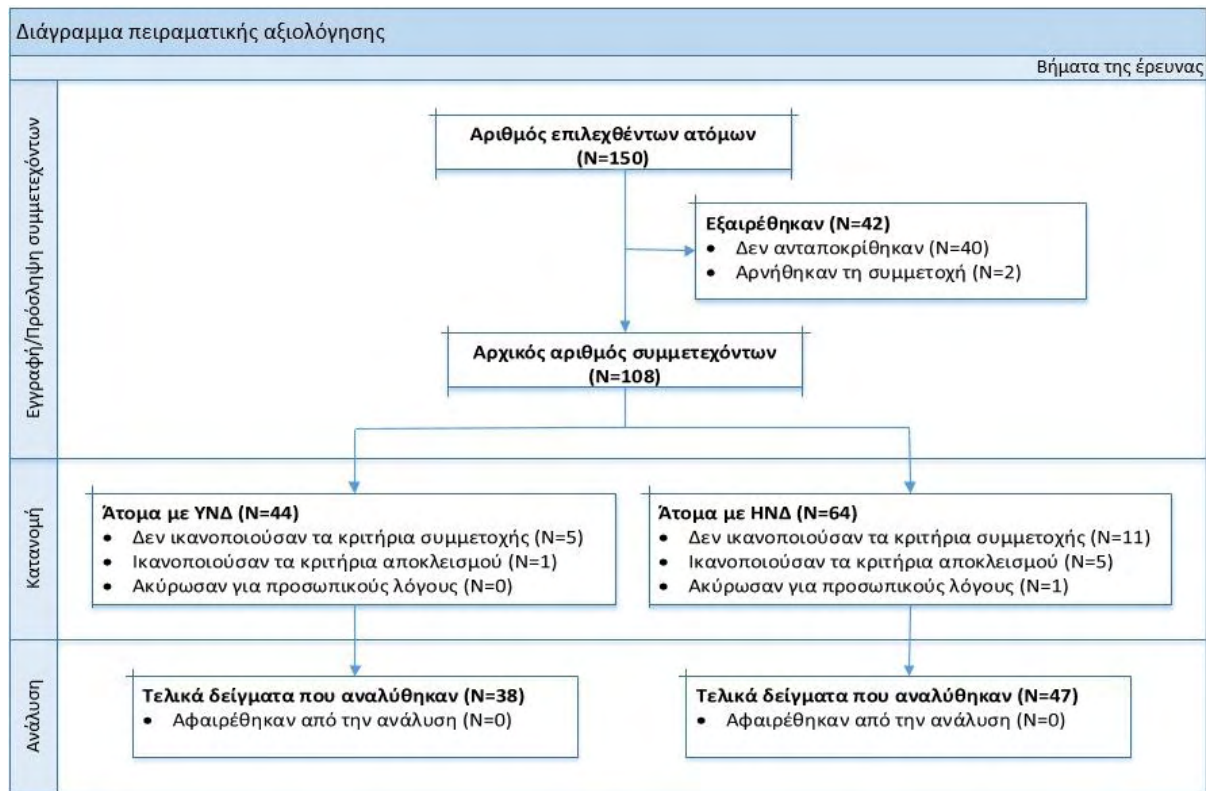 Διάγραμμα πειραματικής αξιολόγησης
Βήματα της έρευνας
Εγγραφή/Πρόσληψη συμμετεχόντων
Αριθμός επιλεχθέντων ατόμων
(N=150)
Εξαιρέθηκαν (N=42)
• Δεν ανταποκρίθηκαν (N=40)
• Αρνήθηκαν τη συμμετοχή (N=2)
Αρχικός αριθμός συμμετεχόντων
(N=108)
Κατανομή
Άτομα με ΥΝΔ (N=44)
• Δεν ικανοποιούσαν τα κριτήρια συμμετοχής (N=5)
• Ικανοποιούσαν τα κριτήρια αποκλεισμού (N=1)
• Ακύρωσαν για προσωπικούς λόγους (N=0)
Άτομα με ΗΝΔ (N=64)
• Δεν ικανοποιούσαν τα κριτήρια συμμετοχής (N=11)
• Ικανοποιούσαν τα κριτήρια αποκλεισμού (N=5)
• Ακύρωσαν για προσωπικούς λόγους (N=1)
Ανάλυση
Τελικά δείγματα που αναλύθηκαν (N=38)
• Αφαιρέθηκαν από την ανάλυση (N=0)
Τελικά δείγματα που αναλύθηκαν (N=47)
• Αφαιρέθηκαν από την ανάλυση (N=0)